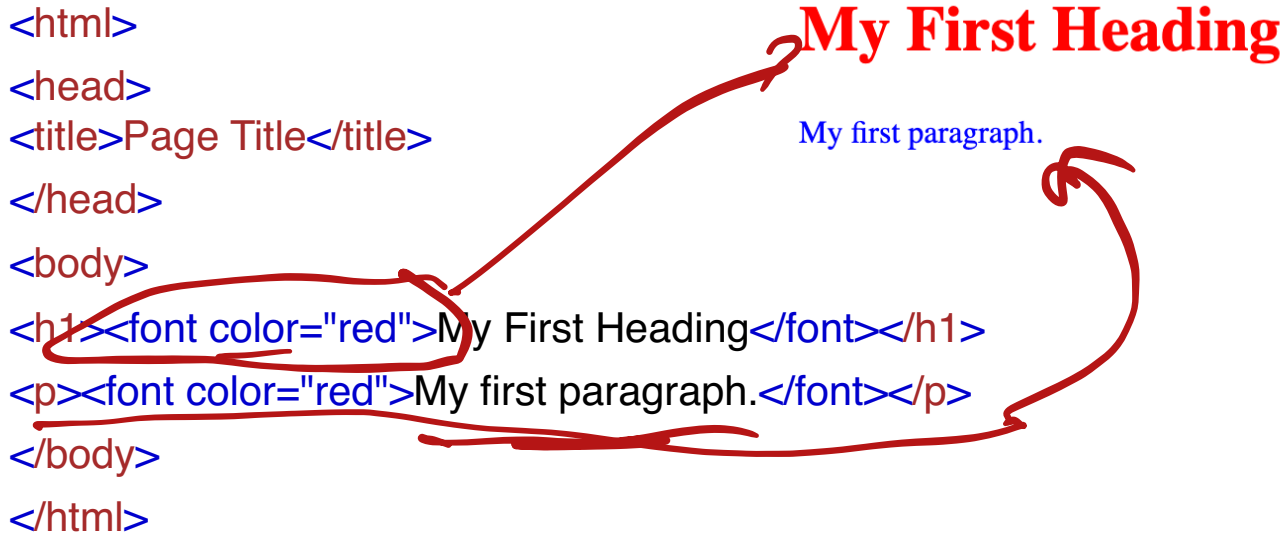 <html>
<head>
<title>Page Title</title>
</head>
<body>
<h1><font color="red">My First Heading</font></h1>
<p><font color="red">My first paragraph.</font></p>
</body>
</html>
My First Heading
My first paragraph.